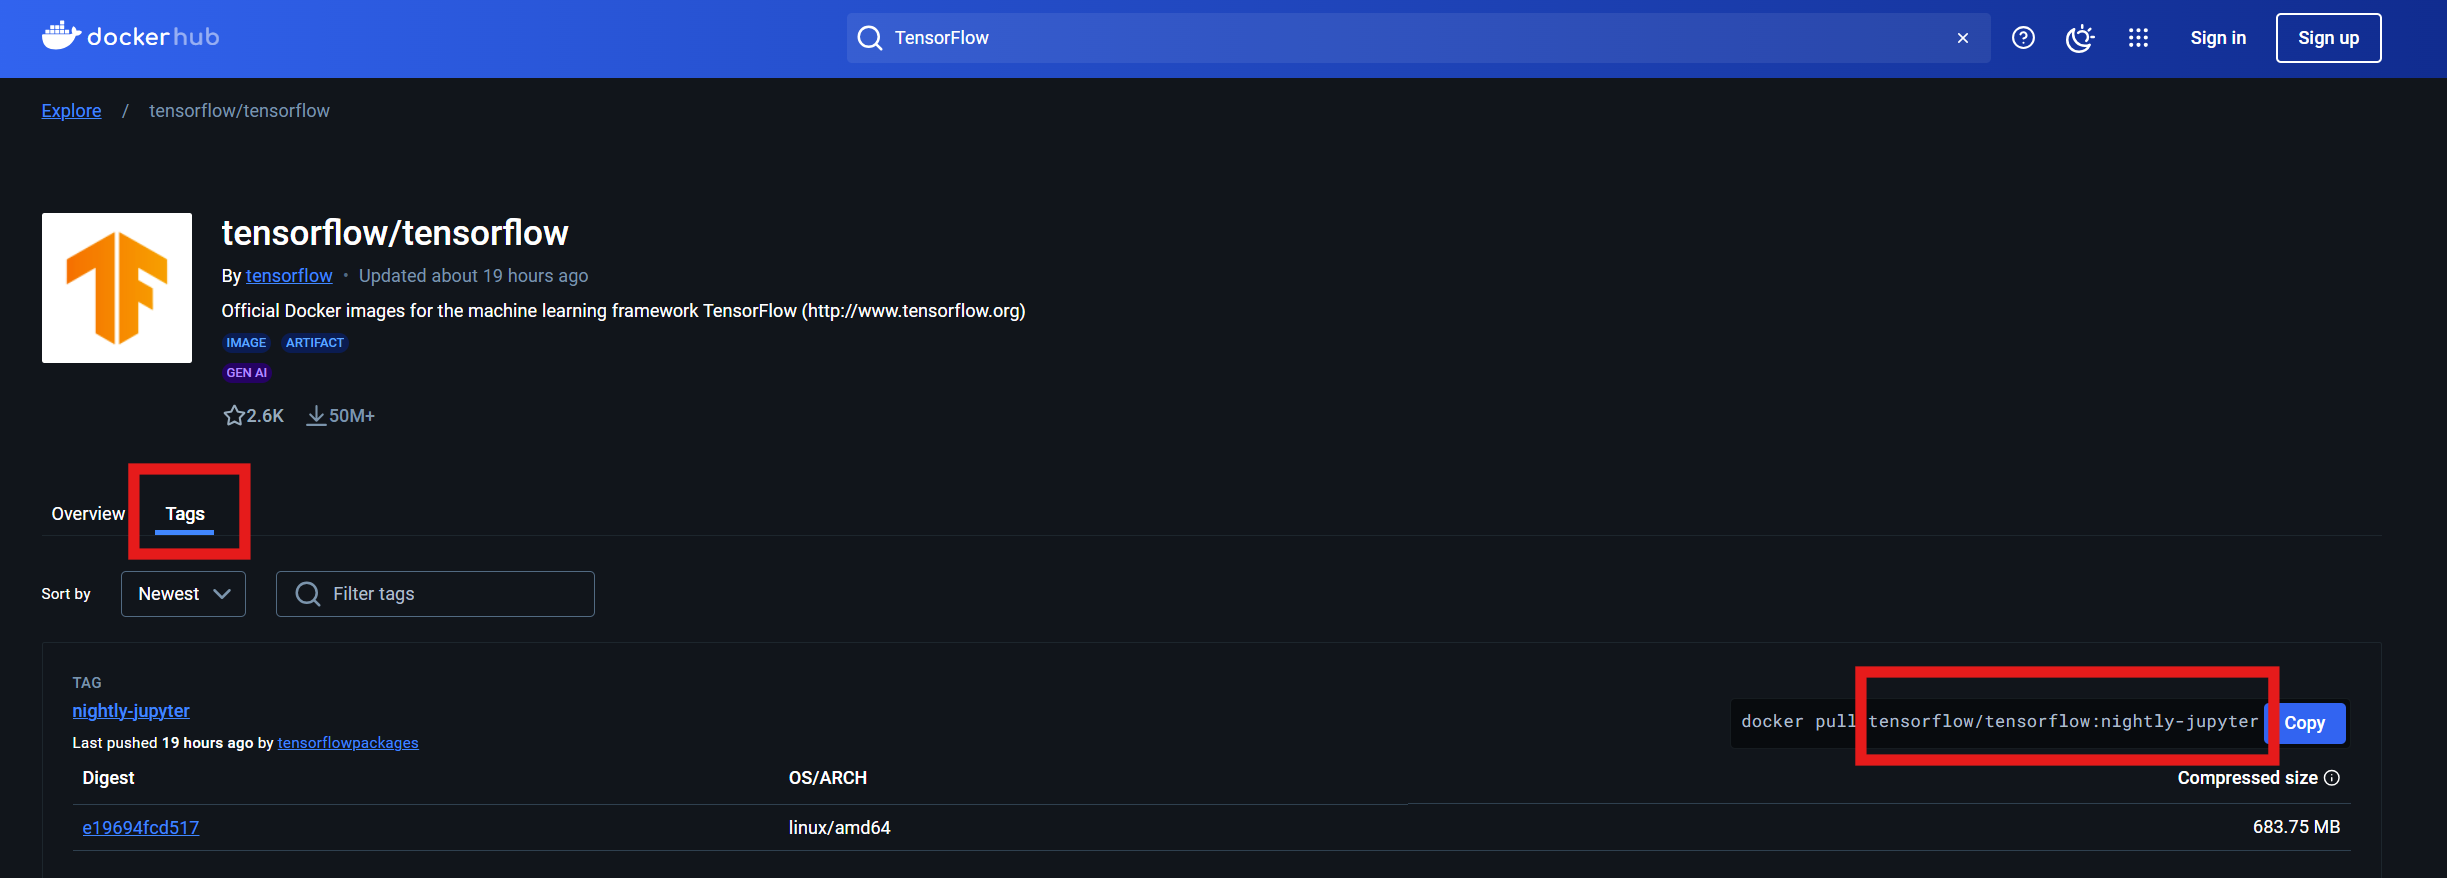 dockerhub
TensorFlow
Sign in
Sign up
Explore / tensorflow/tensorflow
tensorflow/tensorflow
By tensorflow • Updated about 19 hours ago
Official Docker images for the machine learning framework TensorFlow (http://www.tensorflow.org)
IMAGE ARTIFACT
GEN AI
2.6K 50M+
Overview Tags
Sort by Newest Filter tags
TAG
nightly-jupyter
docker pull tensorflow/tensorflow:nightly-jupyter Copy
Last pushed 19 hours ago by tensorflowpackages
Digest OS/ARCH Compressed size
e19694fcd517 linux/amd64 683.75 MB